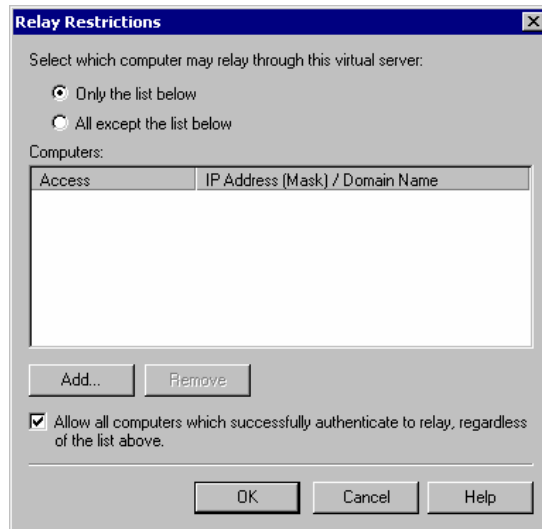 Relay Restrictions
Select which computer may relay through this virtual server:
Only the list below
All except the list below
Computers:
Access IP Address (Mask) / Domain Name
Add... Remove
Allow all computers which successfully authenticate to relay, regardless
of the list above.
OK Cancel Help